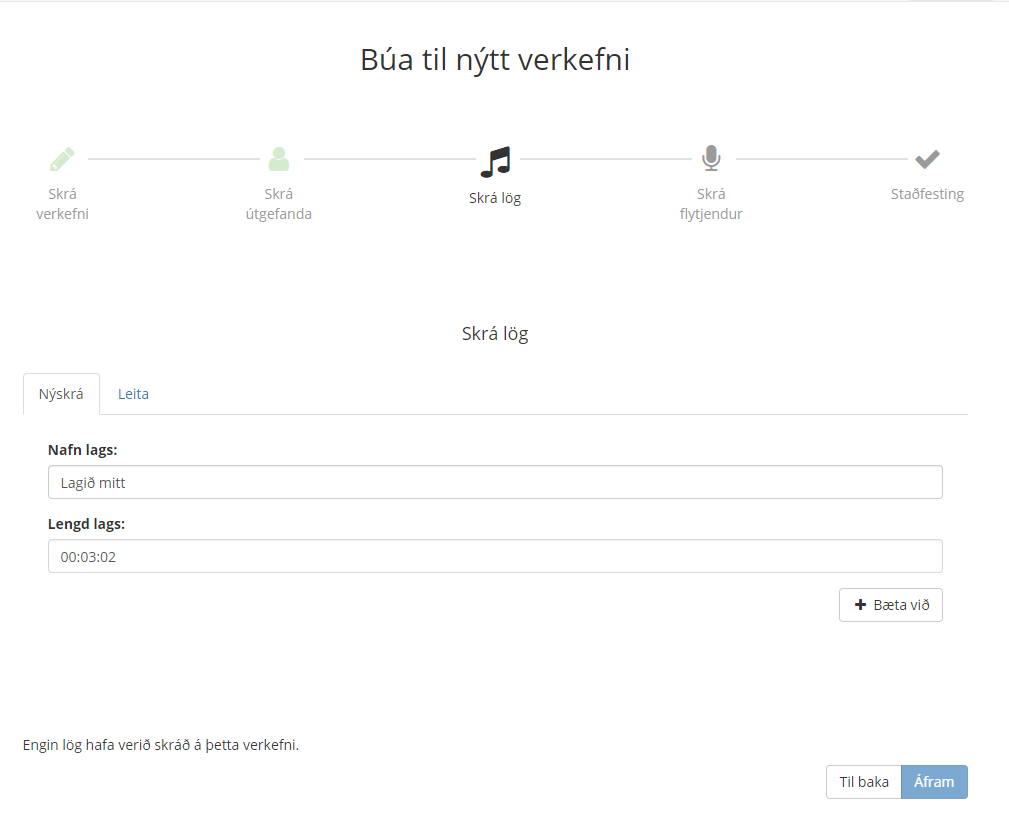 Búa til nýtt verkefni
Skrá
verkefni
Skrá
útgefanda
Skrá lög
Skrá
flytjendur
Staðfesting
Skrá lög
Nýskrá
Leita
Nafn lags:
Lagið mitt
Lengd lags:
00:03:02
Bæta við
Engin lög hafa verið skráð á þetta verkefni.
Til baka
Áfram